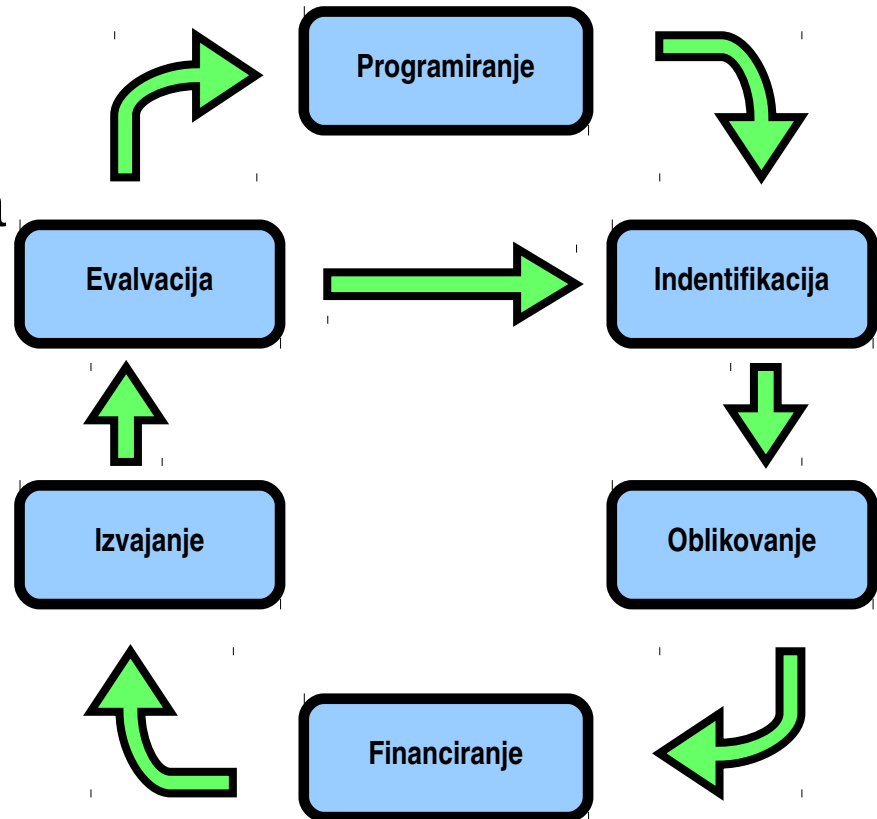 Programiranje
Evalvacija
Indentifikacija
Izvajanje
Oblikovanje
Financiranje